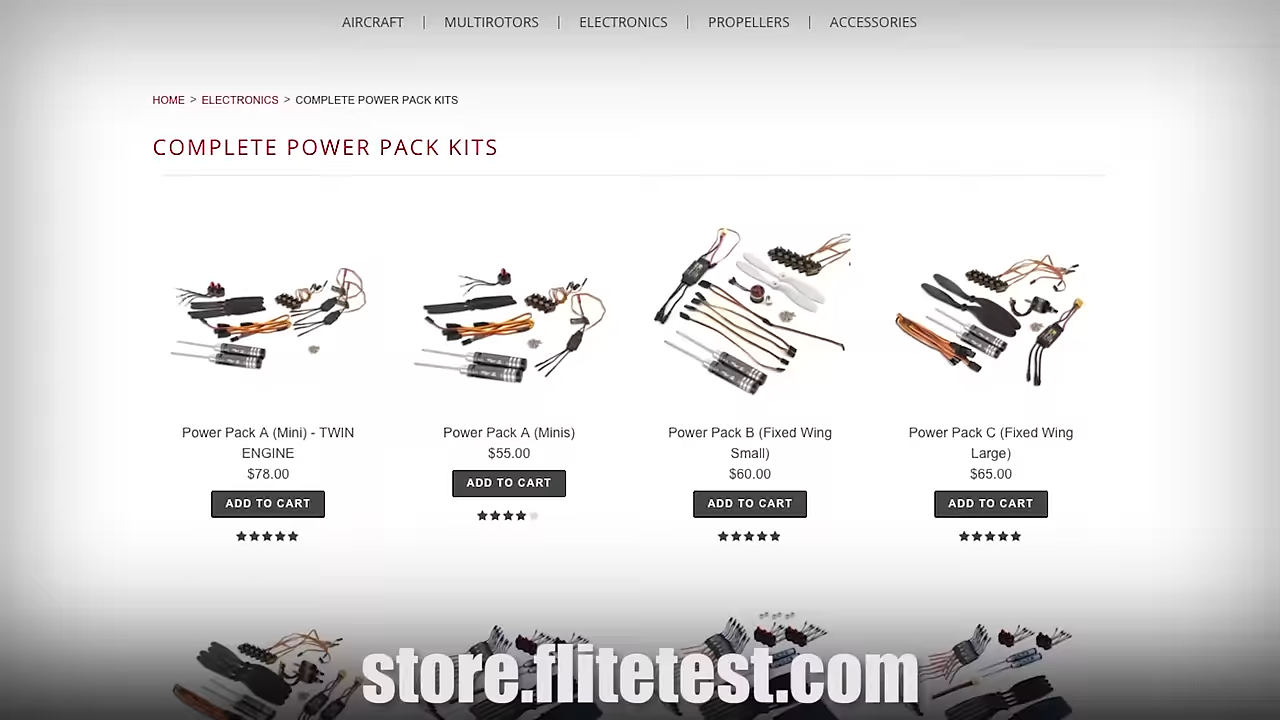 AIRCRAFT | MULTIROTORS | ELECTRONICS | PROPELLERS | ACCESSORIES
HOME > ELECTRONICS > COMPLETE POWER PACK KITS
COMPLETE POWER PACK KITS
Power Pack A (Mini) - TWIN
ENGINE
$78.00
ADD TO CART
Power Pack A (Minis)
$55.00
ADD TO CART
Power Pack B (Fixed Wing
Small)
$60.00
ADD TO CART
Power Pack C (Fixed Wing
Large)
$65.00
ADD TO CART
store.flitetest.com